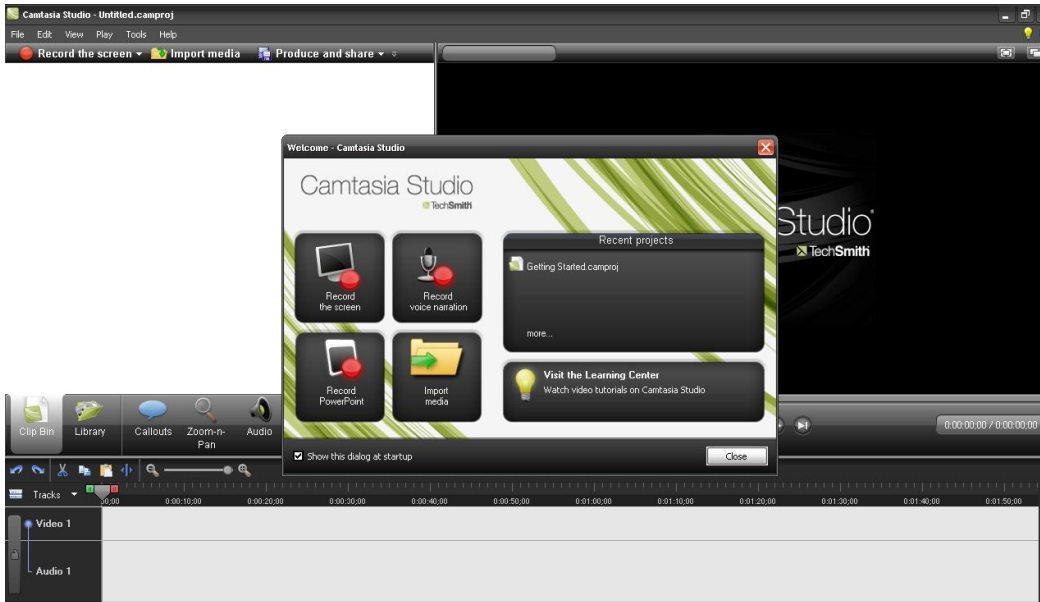 Camtasia Studio - Untitled.camproj
File Edit View Play Tools Help
Record the screen Import media Produce and share
Welcome - Camtasia Studio
Camtasia Studio
TechSmith
Record
the screen
Record
voice narration
Record
PowerPoint
Import
media
Recent projects
Getting Started.camproj
more...
Visit the Learning Center
Watch video tutorials on Camtasia Studio
Show this dialog at startup
Close
Studio
TechSmith
Clip Bin
Library
Callouts
Zoom-n-
Pan
Audio
0:00:00:00 / 0:00:00:00
Tracks
00;00 0:00:10;00 0:00:20;00 0:00:30;00 0:00:40;00 0:00:50;00 0:01:00;00 0:01:10;00 0:01:20;00 0:01:30;00 0:01:40;00 0:01:50;00
Video 1
Audio 1